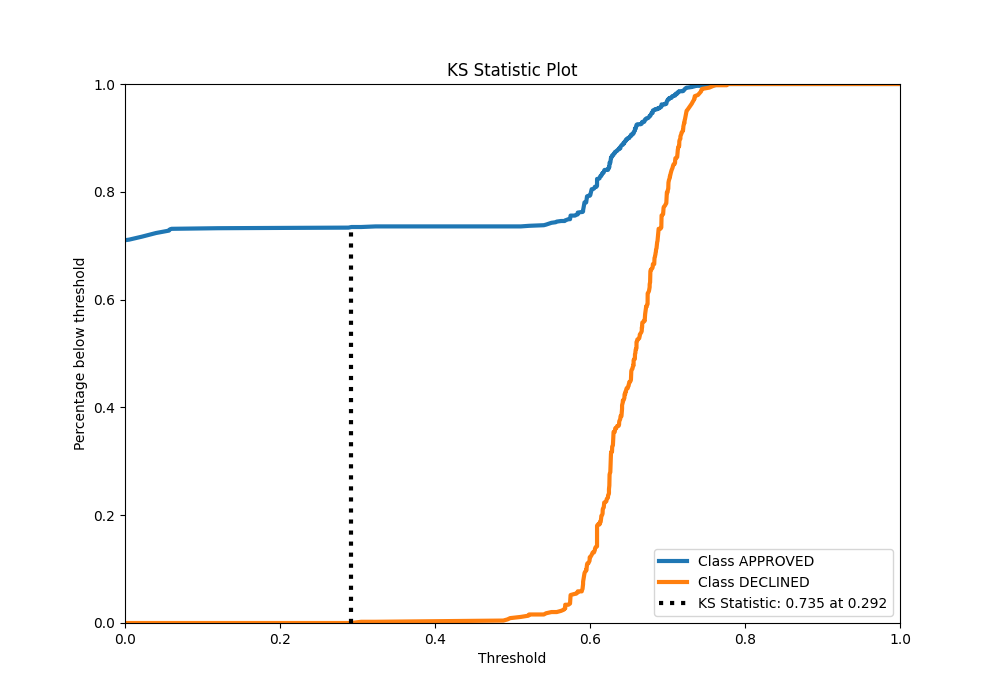 KS Statistic Plot
Percentage below threshold
1.0
0.8
0.6
0.4
0.2
0.0
0.0 0.2 0.4 0.6 0.8 1.0
Threshold
Class APPROVED
Class DECLINED
KS Statistic: 0.735 at 0.292